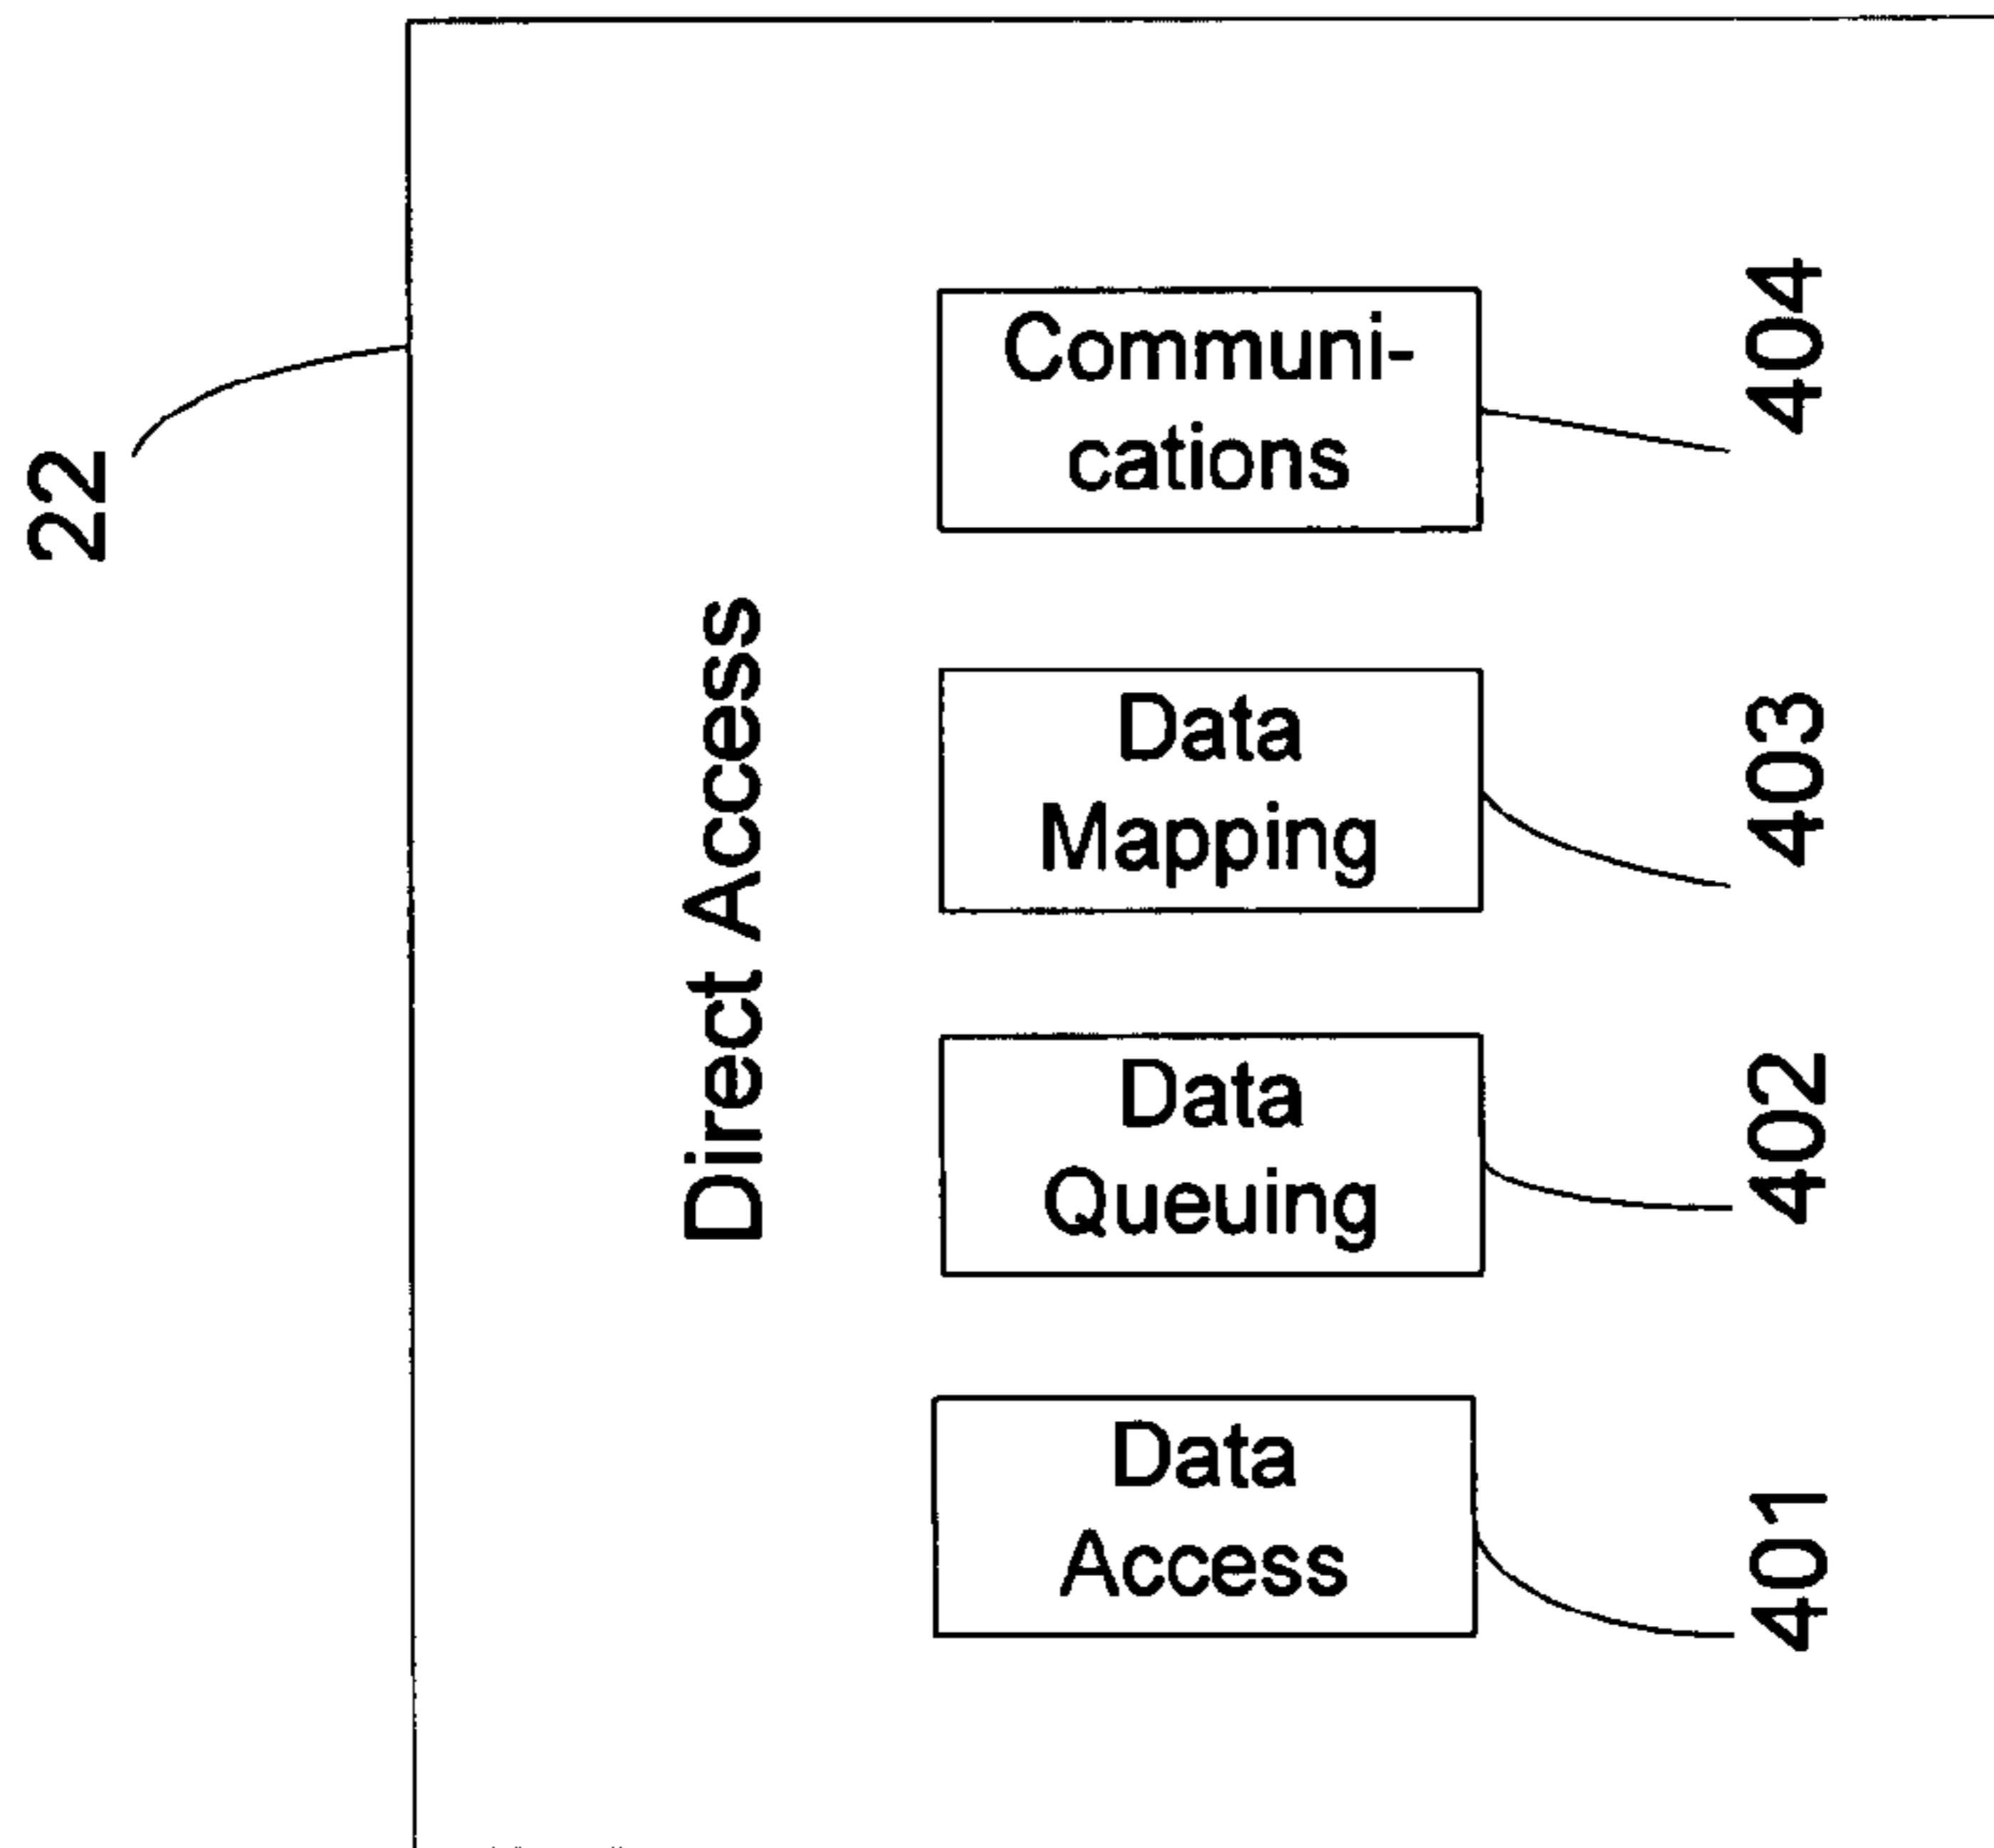 22
Direct Access
Communi-
cations
404
Data
Mapping
403
Data
Queuing
402
Data
Access
401